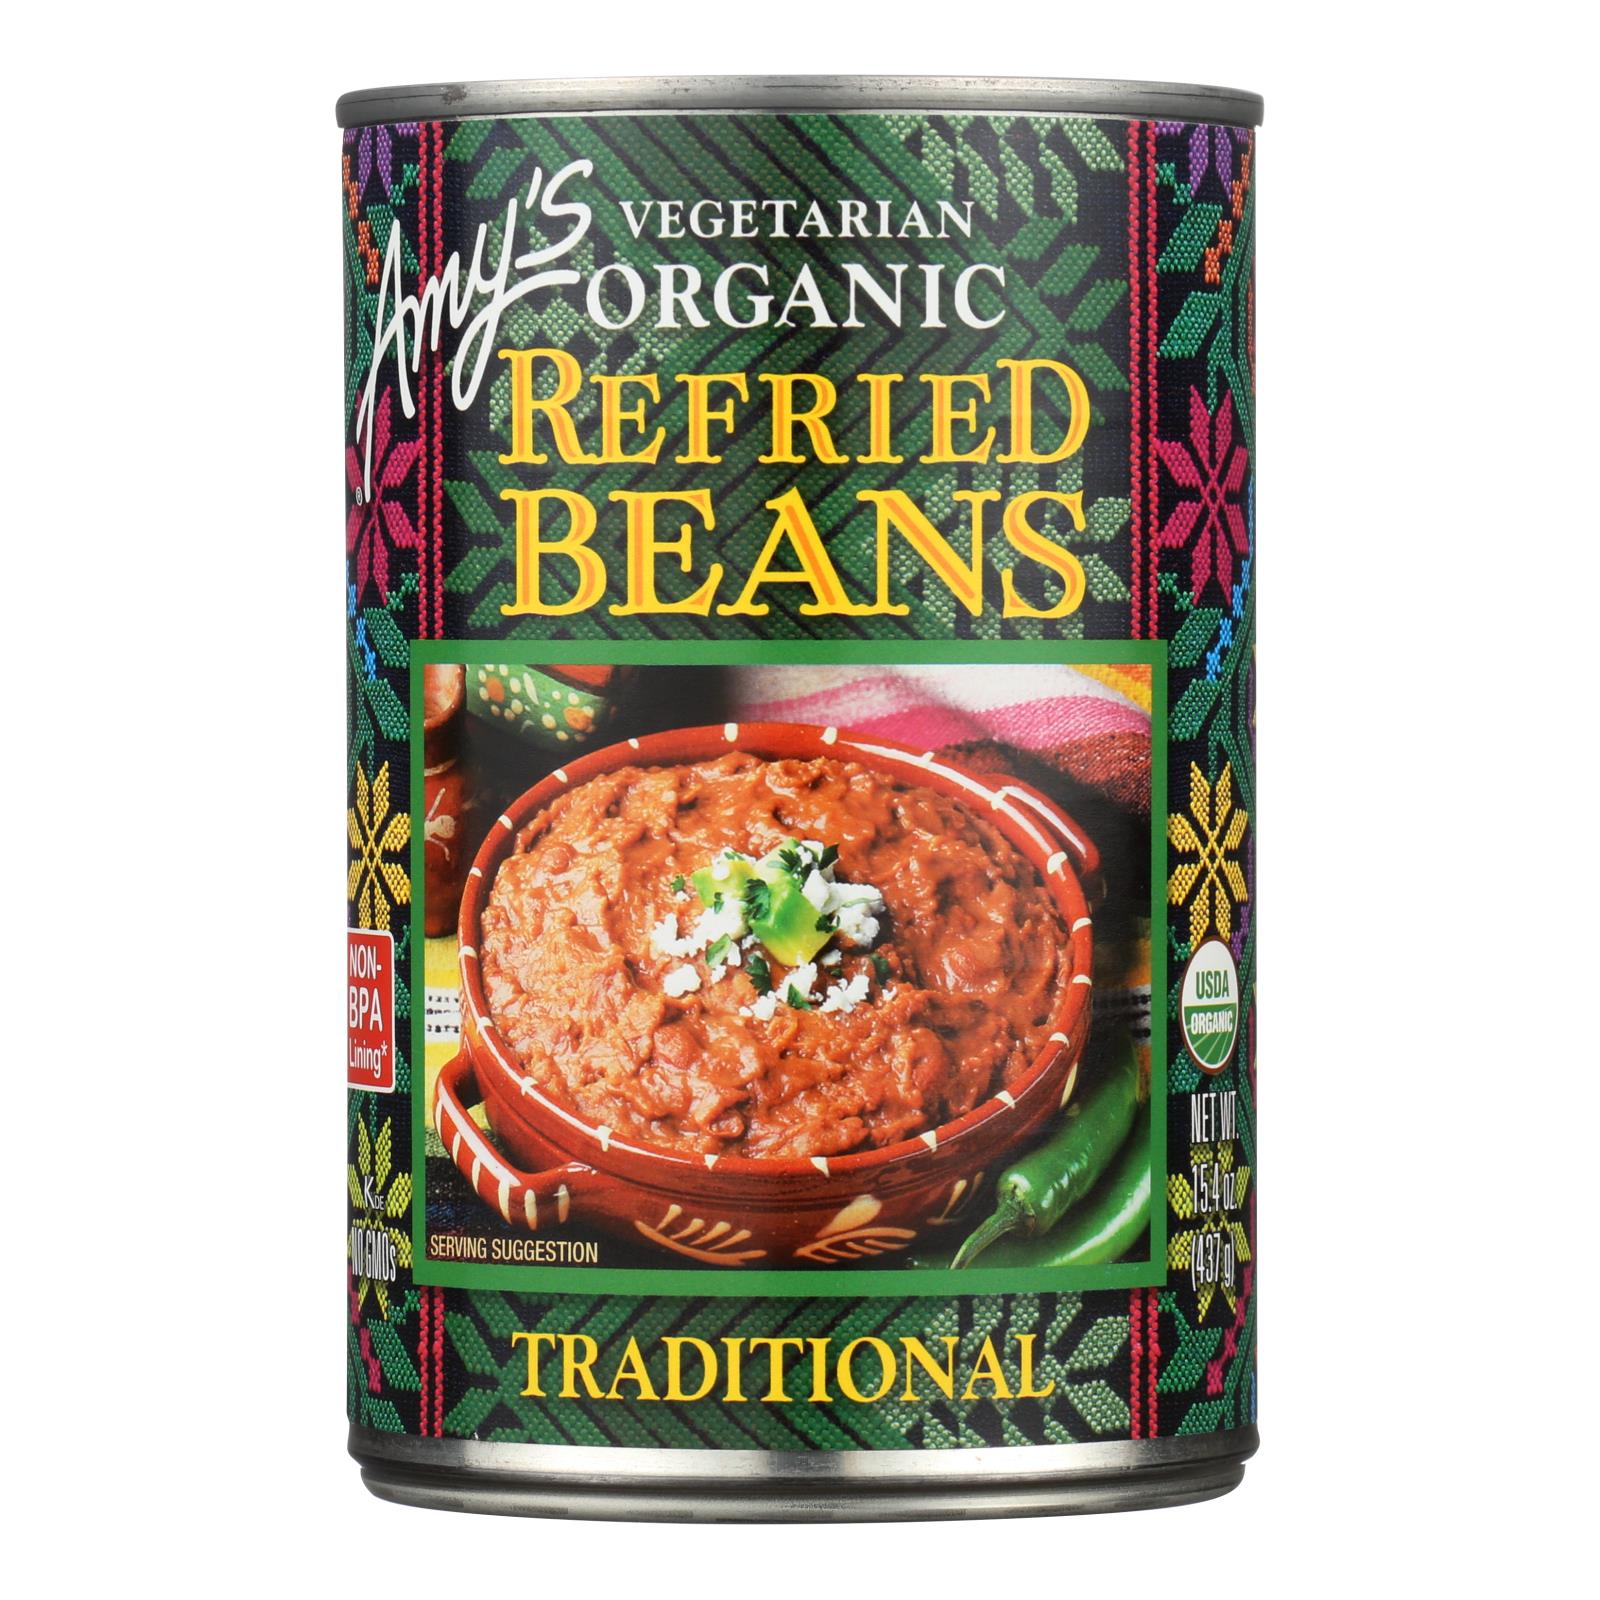 Amy's®
VEGETARIAN
ORGANIC
REFRIED
BEANS
NON-
BPA
Lining*
USDA
ORGANIC
K DE
NO GMOs
NET WT.
15.4 oz.
(437 g)
SERVING SUGGESTION
TRADITIONAL